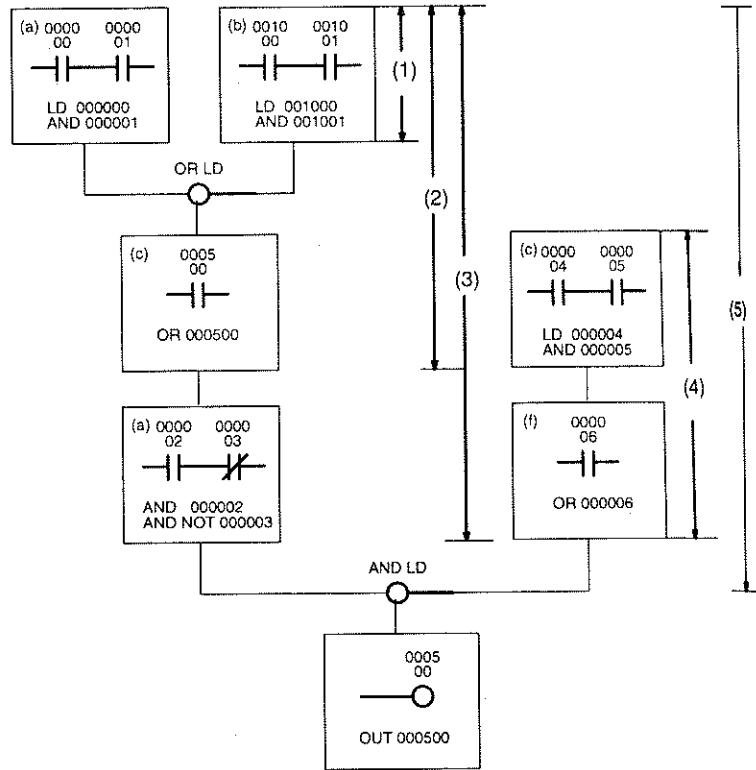 (a) 0000 0000
00 01
LD 000000
AND 000001
(b) 0010 0010
00 01
LD 001000
AND 001001
(1)
OR LD
(2)
(c) 0005
00
OR 000500
(3)
(c) 0000 0000
04 05
LD 000004
AND 000005
(5)
(4)
(a) 0000 0000
02 03
AND 000002
AND NOT 000003
(f) 0000
06
OR 000006
AND LD
0005
00
OUT 000500